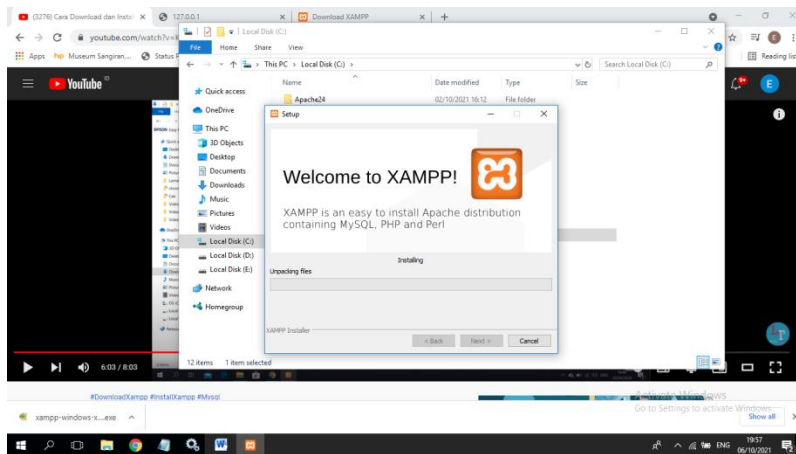 (3276) Cara Download dan Instal
127.0.0.1
Download XAMPP
youtube.com/watch?v=
Apps
Museum Sangiran,...
Status
Reading list
YouTube ID
Local Disk (C:)
File
Home
Share
View
This PC > Local Disk (C:) >
Search Local Disk (C:)
Name
Date modified
Type
Size
Apache24
02/10/2021 16:12
File folder
Quick access
OneDrive
This PC
3D Objects
Desktop
Documents
Downloads
Music
Pictures
Videos
Local Disk (C:)
Local Disk (D:)
Local Disk (E:)
Network
Homegroup
12 items
1 item selected
Setup
Welcome to XAMPP!
XAMPP is an easy to install Apache distribution
containing MySQL, PHP and Perl
Installing
Unpacking files
XAMPP Installer
< Back
Next >
Cancel
6:03 / 8:03
#DownloadXampp #InstallXampp #Mysql
Activate Windows
Go to Settings to activate Windows.
xampp-windows-x....exe
Show all
ENG
19:57
06/10/2021